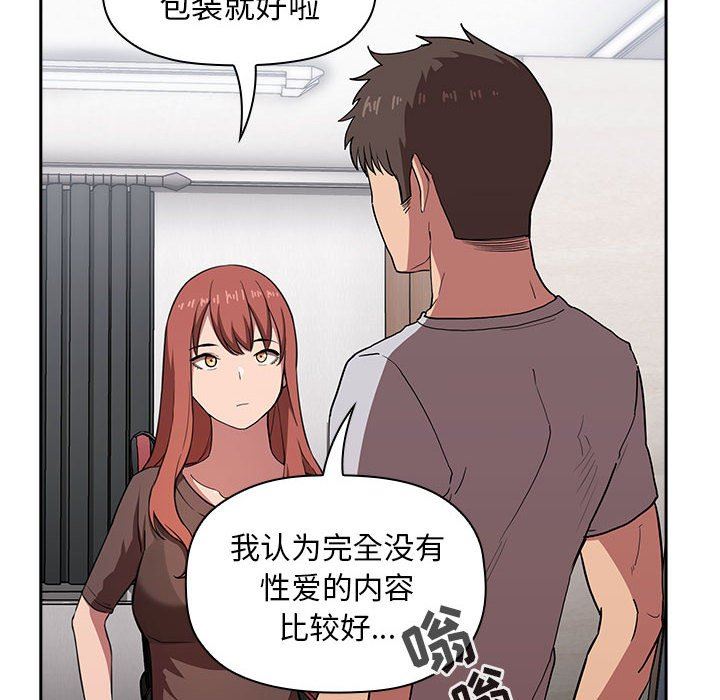 包装就好啦
我认为完全没有
性爱的内容
比较好...
嗡
嗡